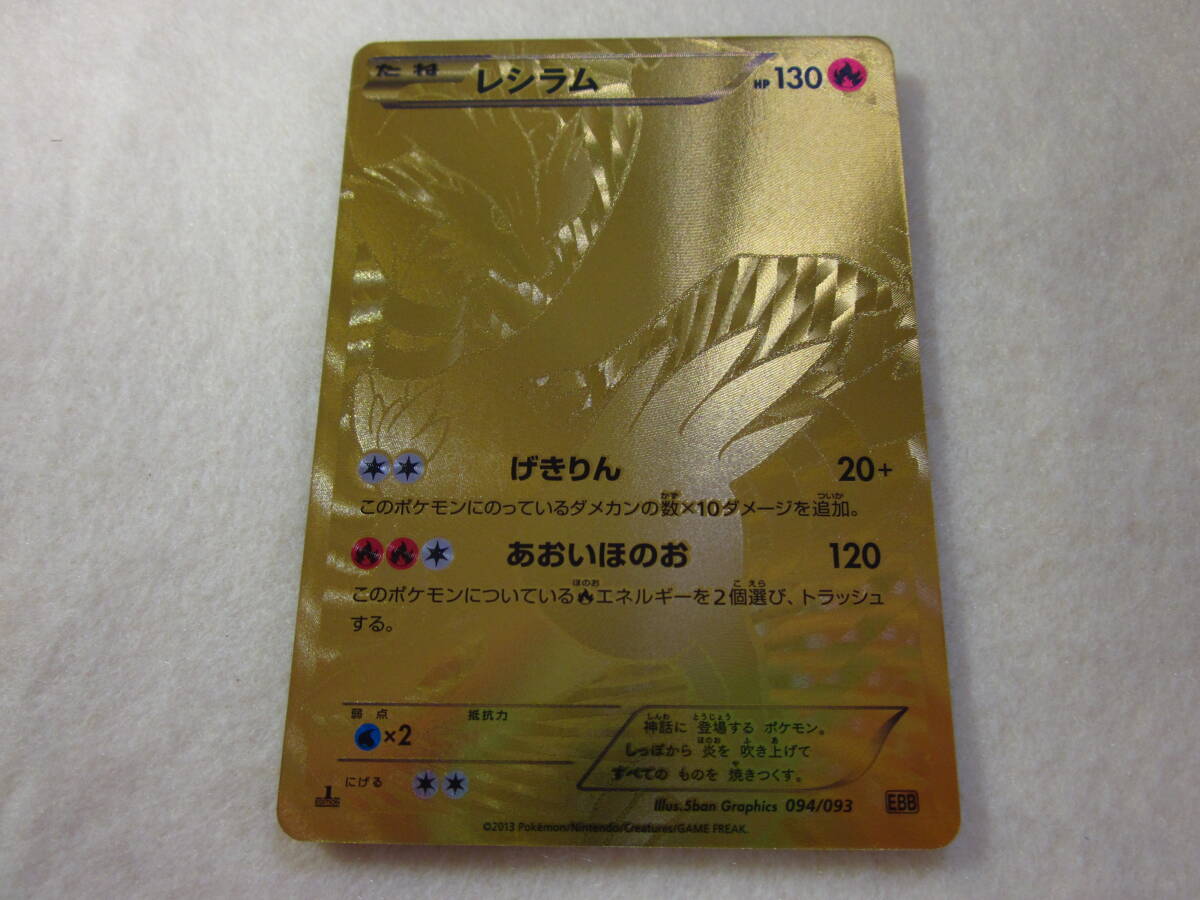 たね レシラム HP 130
げきりん 20+
このポケモンにのっているダメカンの数×10ダメージを追加。
あおいほのお 120
このポケモンについているエネルギーを2個選び、トラッシュ
する。
弱点 抵抗力
×2
にげる
神話に 登場する ポケモン。
しっぽから 炎を 吹き上げて
すべての ものを 焼きつくす。
1 EDITION
Illus.5ban Graphics 094/093 EBB
©2013 Pokémon/Nintendo/Creatures/GAME FREAK.